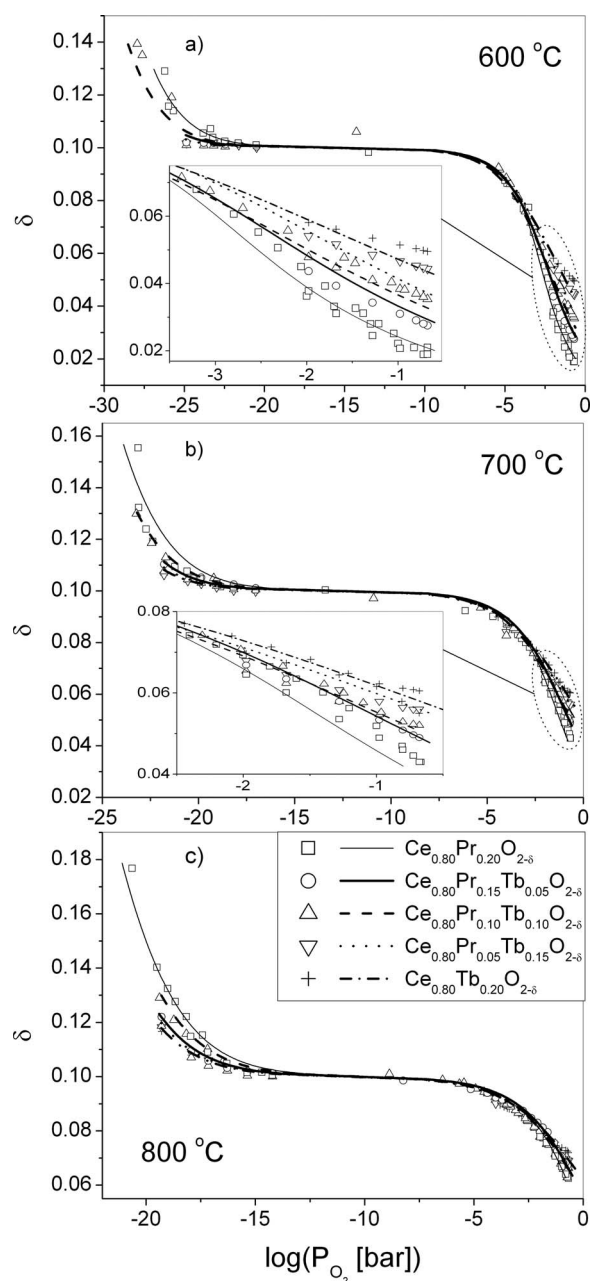 a)
600 °C
0.14
0.12
0.10
0.08
0.06
0.04
0.02
δ
0.06
0.04
0.02
-3 -2 -1
-30 -25 -20 -15 -10 -5 0
b)
700 °C
0.16
0.14
0.12
0.10
0.08
0.06
0.04
0.02
δ
0.08
0.06
0.04
-2 -1
-25 -20 -15 -10 -5 0
c)
800 °C
0.18
0.16
0.14
0.12
0.10
0.08
0.06
δ
Ce0.80Pr0.20O2-δ
Ce0.80Pr0.15Tb0.05O2-δ
Ce0.80Pr0.10Tb0.10O2-δ
Ce0.80Pr0.05Tb0.15O2-δ
Ce0.80Tb0.20O2-δ
-20 -15 -10 -5 0
log(PO2 [bar])